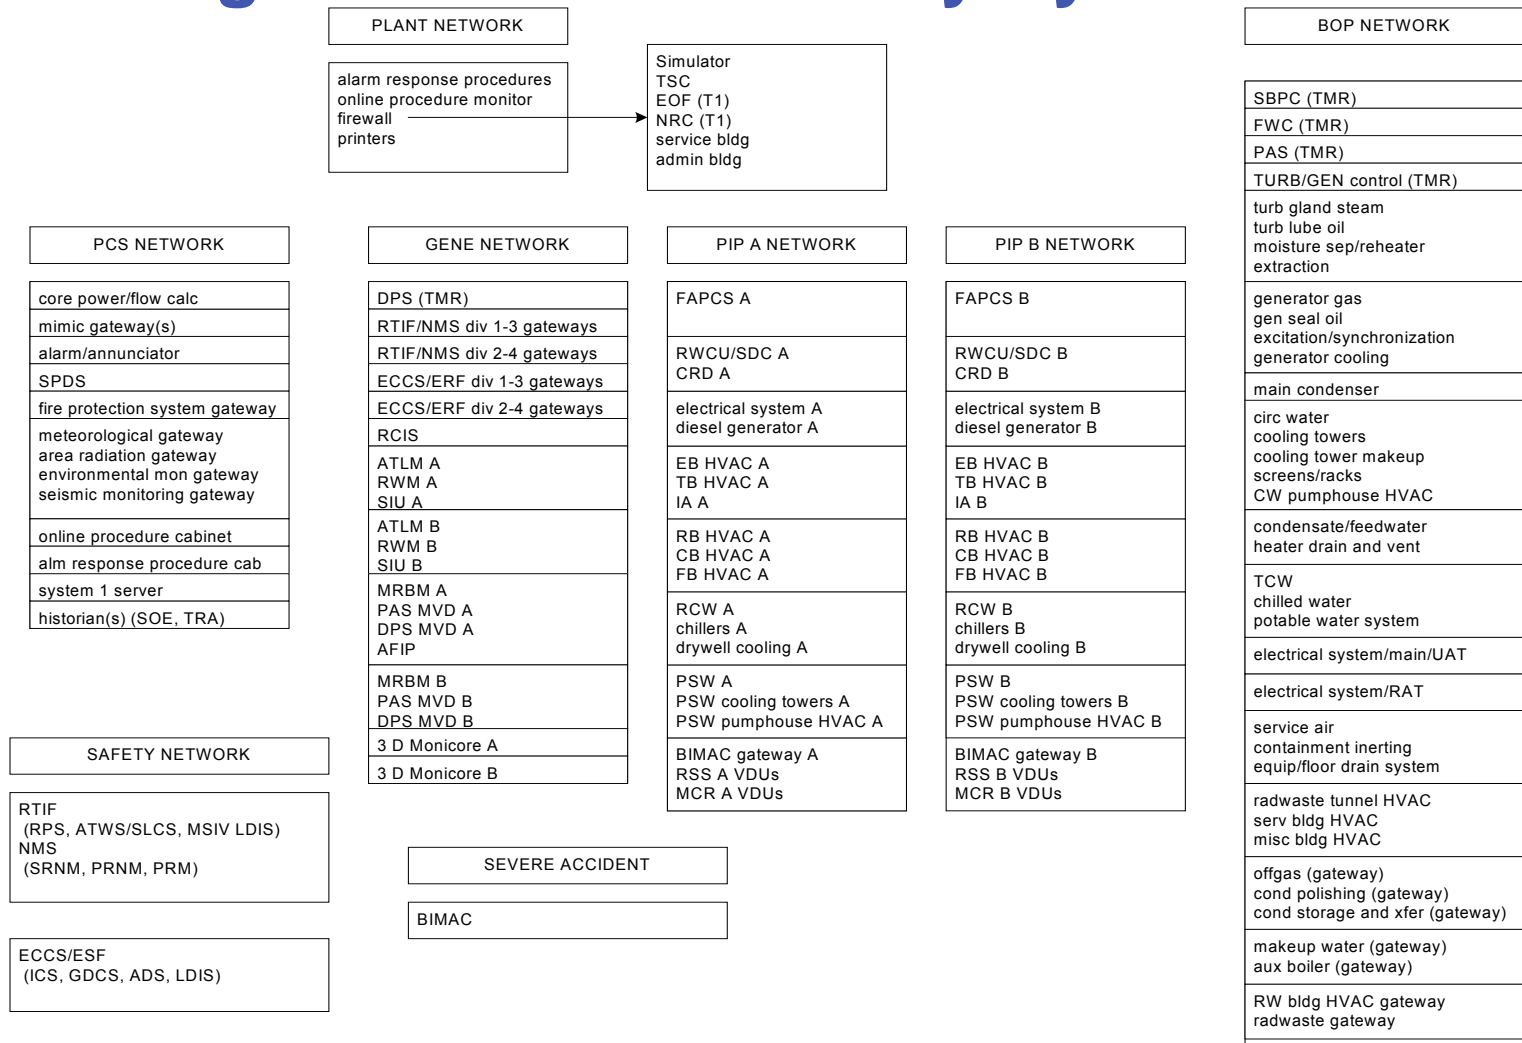 PLANT NETWORK
alarm response procedures
online procedure monitor
firewall
printers
Simulator
TSC
EOF (T1)
NRC (T1)
service bldg
admin bldg
PCS NETWORK
core power/flow calc
mimic gateway(s)
alarm/annunciator
SPDS
fire protection system gateway
meteorological gateway
area radiation gateway
environmental mon gateway
seismic monitoring gateway
online procedure cabinet
alm response procedure cab
system 1 server
historian(s) (SOE, TRA)
SAFETY NETWORK
RTIF
(RPS, ATWS/SLCS, MSIV LDIS)
NMS
(SRNM, PRNM, PRM)
ECCS/ESF
(ICS, GDCS, ADS, LDIS)
GENE NETWORK
DPS (TMR)
RTIF/NMS div 1-3 gateways
RTIF/NMS div 2-4 gateways
ECCS/ERF div 1-3 gateways
ECCS/ERF div 2-4 gateways
RCIS
ATLM A
RWM A
SIU A
ATLM B
RWM B
SIU B
MRBM A
PAS MVD A
DPS MVD A
AFIP
MRBM B
PAS MVD B
DPS MVD B
3 D Monicore A
3 D Monicore B
SEVERE ACCIDENT
BIMAC
PIP A NETWORK
FAPCS A
RWCU/SDC A
CRD A
electrical system A
diesel generator A
EB HVAC A
TB HVAC A
IA A
RB HVAC A
CB HVAC A
FB HVAC A
RCW A
chillers A
drywell cooling A
PSW A
PSW cooling towers A
PSW pumphouse HVAC A
BIMAC gateway A
RSS A VDUs
MCR A VDUs
PIP B NETWORK
FAPCS B
RWCU/SDC B
CRD B
electrical system B
diesel generator B
EB HVAC B
TB HVAC B
IA B
RB HVAC B
CB HVAC B
FB HVAC B
RCW B
chillers B
drywell cooling B
PSW B
PSW cooling towers B
PSW pumphouse HVAC B
BIMAC gateway B
RSS B VDUs
MCR B VDUs
BOP NETWORK
SBPC (TMR)
FWC (TMR)
PAS (TMR)
TURB/GEN control (TMR)
turb gland steam
turb lube oil
moisture sep/reheater
extraction
generator gas
gen seal oil
excitation/synchronization
generator cooling
main condenser
circ water
cooling towers
cooling tower makeup
screens/racks
CW pumphouse HVAC
condensate/feedwater
heater drain and vent
TCW
chilled water
potable water system
electrical system/main/UAT
electrical system/RAT
service air
containment inerting
equip/floor drain system
radwaste tunnel HVAC
serv bldg HVAC
misc bldg HVAC
offgas (gateway)
cond polishing (gateway)
cond storage and xfer (gateway)
makeup water (gateway)
aux boiler (gateway)
RW bldg HVAC gateway
radwaste gateway